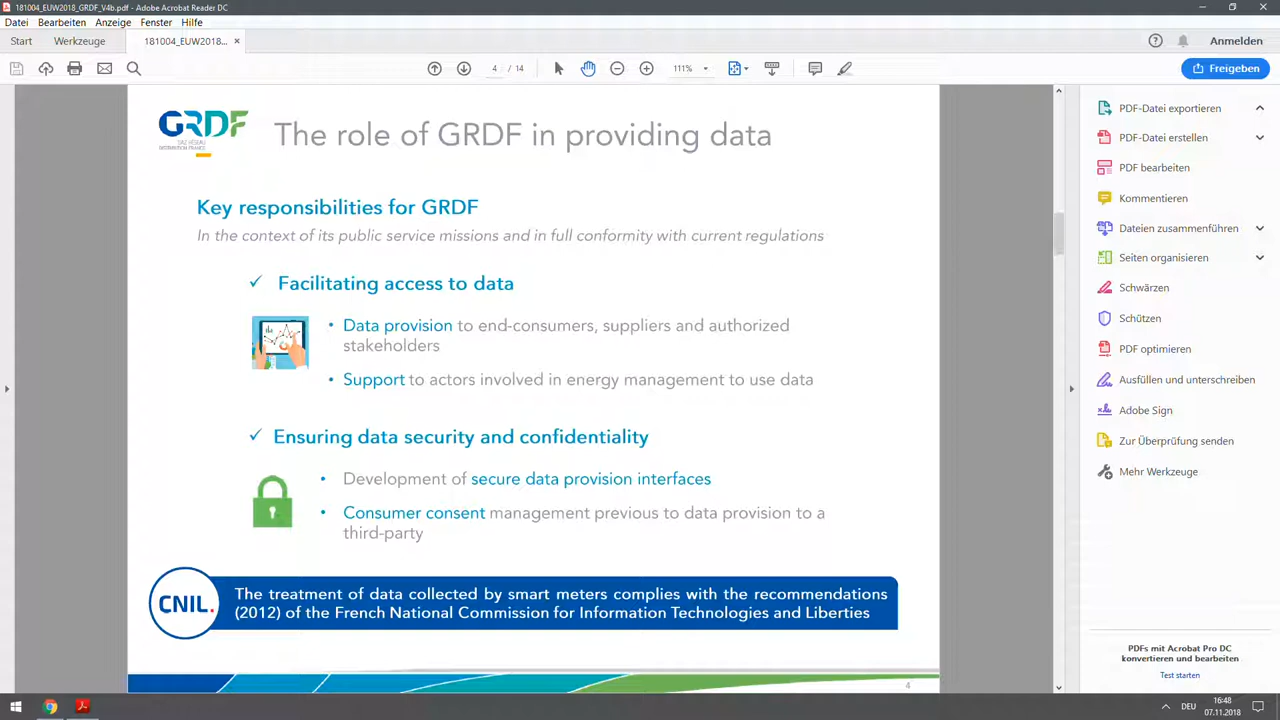 181004_EUW2018_GRDF_V4b.pdf - Adobe Acrobat Reader DC
Datei Bearbeiten Anzeige Fenster Hilfe
Start Werkzeuge 181004_EUW2018... × Anmelden
4 / 14 111% Freigeben
GRDF
GAZ RÉSEAU
DISTRIBUTION FRANCE
The role of GRDF in providing data
Key responsibilities for GRDF
In the context of its public service missions and in full conformity with current regulations
✓ Facilitating access to data
• Data provision to end-consumers, suppliers and authorized
stakeholders
• Support to actors involved in energy management to use data
✓ Ensuring data security and confidentiality
• Development of secure data provision interfaces
• Consumer consent management previous to data provision to a
third-party
CNIL.
The treatment of data collected by smart meters complies with the recommendations
(2012) of the French National Commission for Information Technologies and Liberties
4
PDF-Datei exportieren
PDF-Datei erstellen
PDF bearbeiten
Kommentieren
Dateien zusammenführen
Seiten organisieren
Schwärzen
Schützen
PDF optimieren
Ausfüllen und unterschreiben
Adobe Sign
Zur Überprüfung senden
Mehr Werkzeuge
PDFs mit Acrobat Pro DC
konvertieren und bearbeiten
Test starten
DEU
16:48
07.11.2018